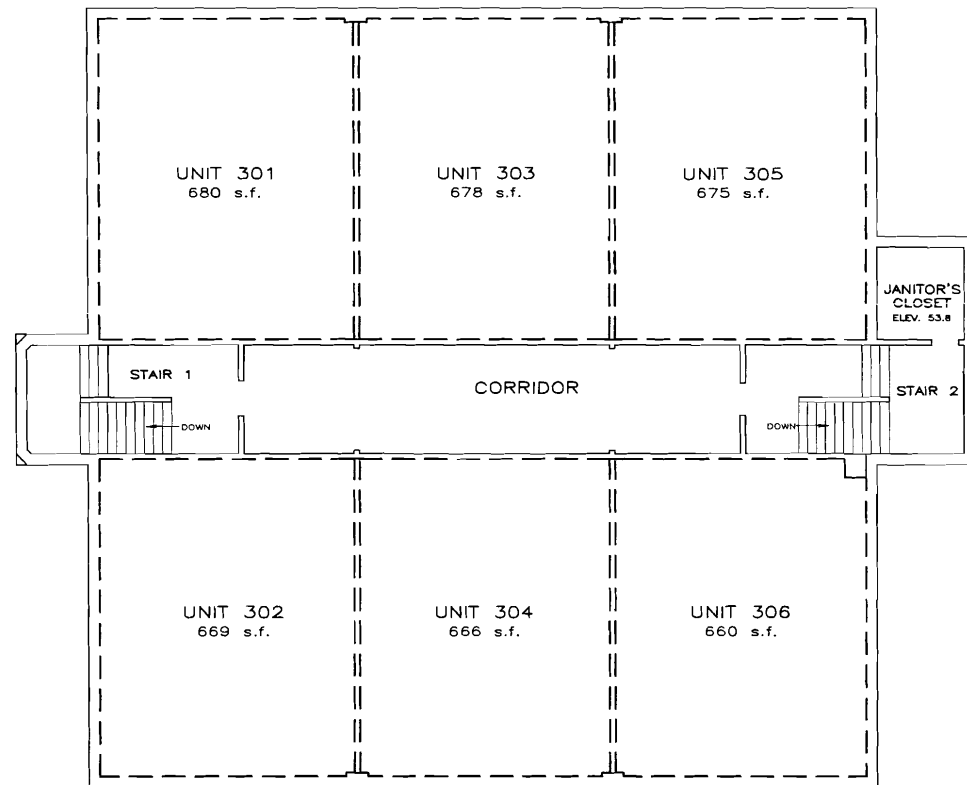 UNIT 301
680 s.f.
UNIT 303
678 s.f.
UNIT 305
675 s.f.
JANITOR'S
CLOSET
ELEV. 53.8
STAIR 1
DOWN
CORRIDOR
DOWN
STAIR 2
UNIT 302
669 s.f.
UNIT 304
666 s.f.
UNIT 306
660 s.f.